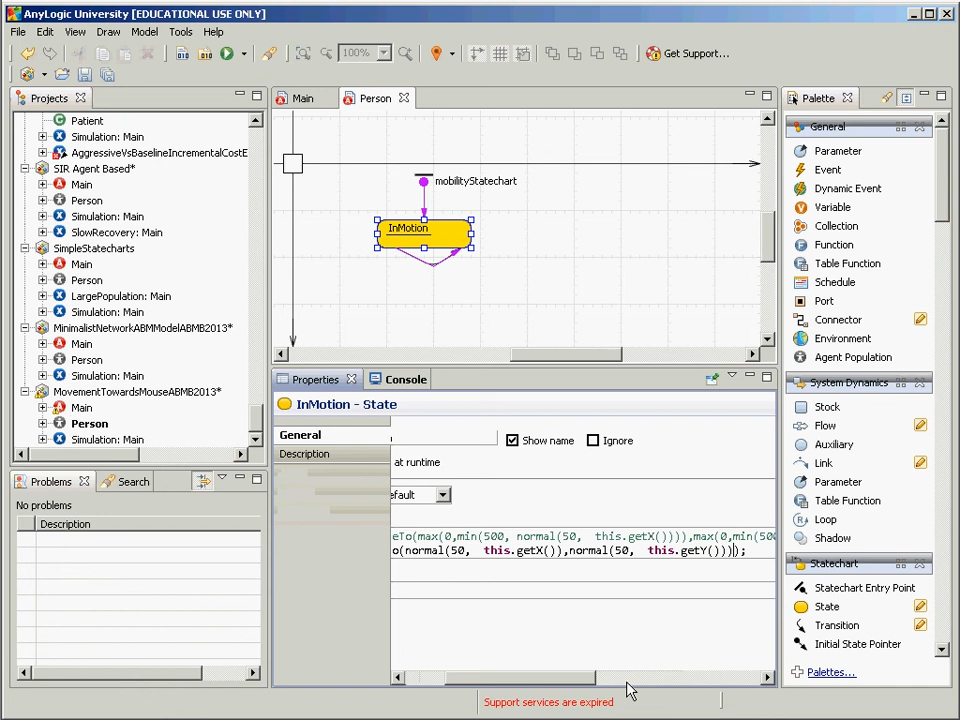 AnyLogic University [EDUCATIONAL USE ONLY]
File Edit View Draw Model Tools Help
100% Get Support...
Projects
Patient
Simulation: Main
AggressiveVsBaselineIncrementalCostE
SIR Agent Based*
Main
Person
Simulation: Main
SlowRecovery: Main
SimpleStatecharts
Main
Person
LargePopulation: Main
Simulation: Main
MinimalistNetworkABMModelABMB2013*
Main
Person
Simulation: Main
MovementTowardsMouseABMB2013*
Main
Person
Simulation: Main
Problems Search
No problems
Description
Main Person
mobilityStatechart
InMotion
Properties Console
InMotion - State
General
Description
Show name Ignore
at runtime
efault
eTo(max(0,min(500, normal(50, this.getX()))),max(0,min(500
o(normal(50, this.getX()),normal(50, this.getY()));
Support services are expired
Palette
General
Parameter
Event
Dynamic Event
Variable
Collection
Function
Table Function
Schedule
Port
Connector
Environment
Agent Population
System Dynamics
Stock
Flow
Auxiliary
Link
Parameter
Table Function
Loop
Shadow
Statechart
Statechart Entry Point
State
Transition
Initial State Pointer
Palettes...